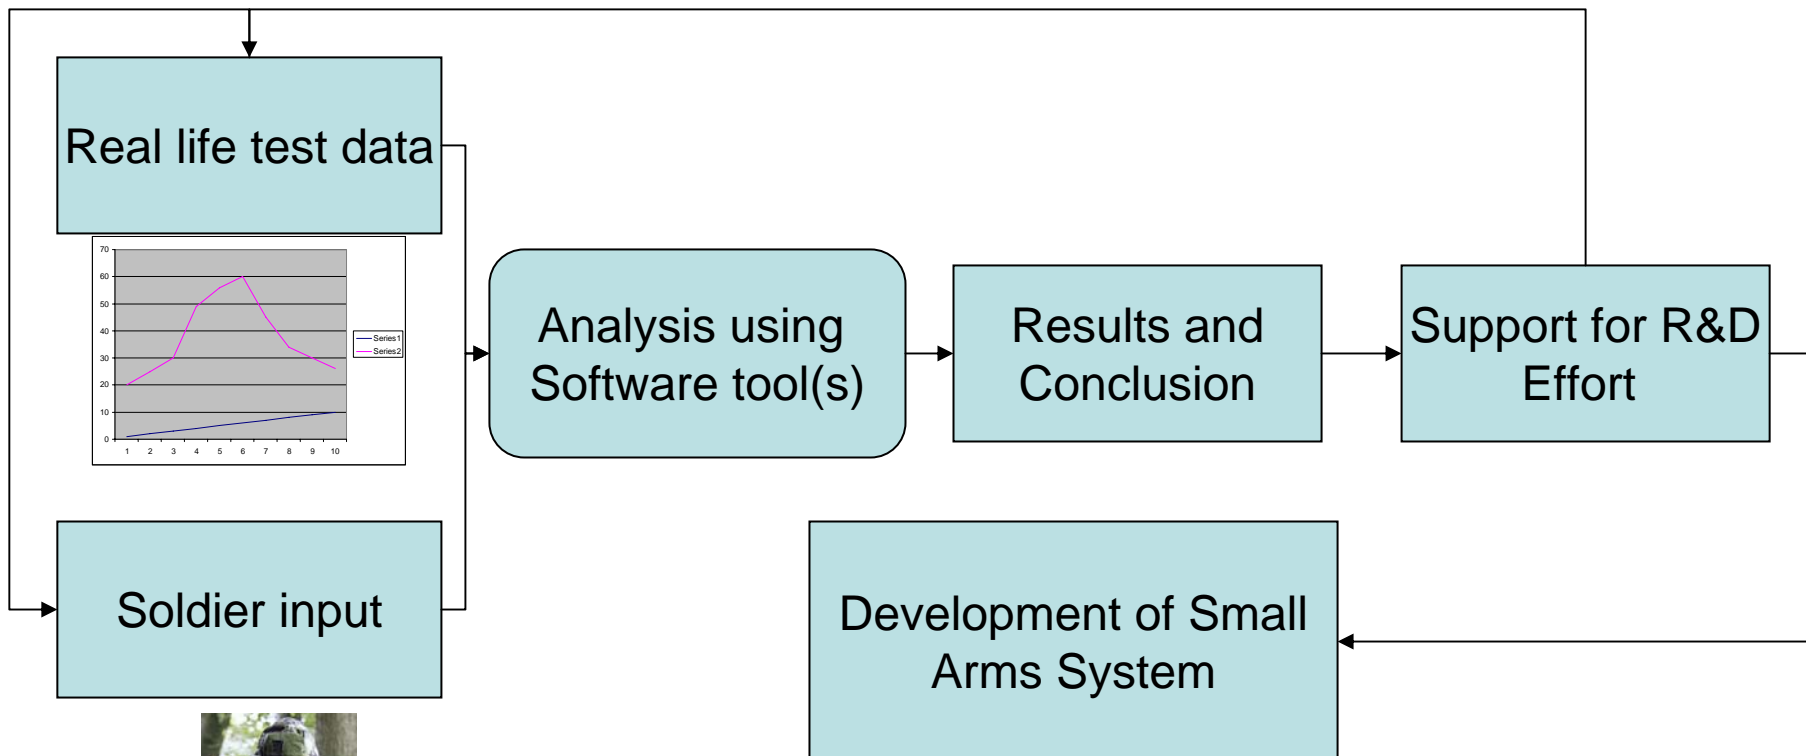 Real life test data
70
60
50
40
30
20
10
0
1 2 3 4 5 6 7 8 9 10
Series1
Series2
Analysis using
Software tool(s)
Results and
Conclusion
Support for R&D
Effort
Soldier input
Development of Small
Arms System